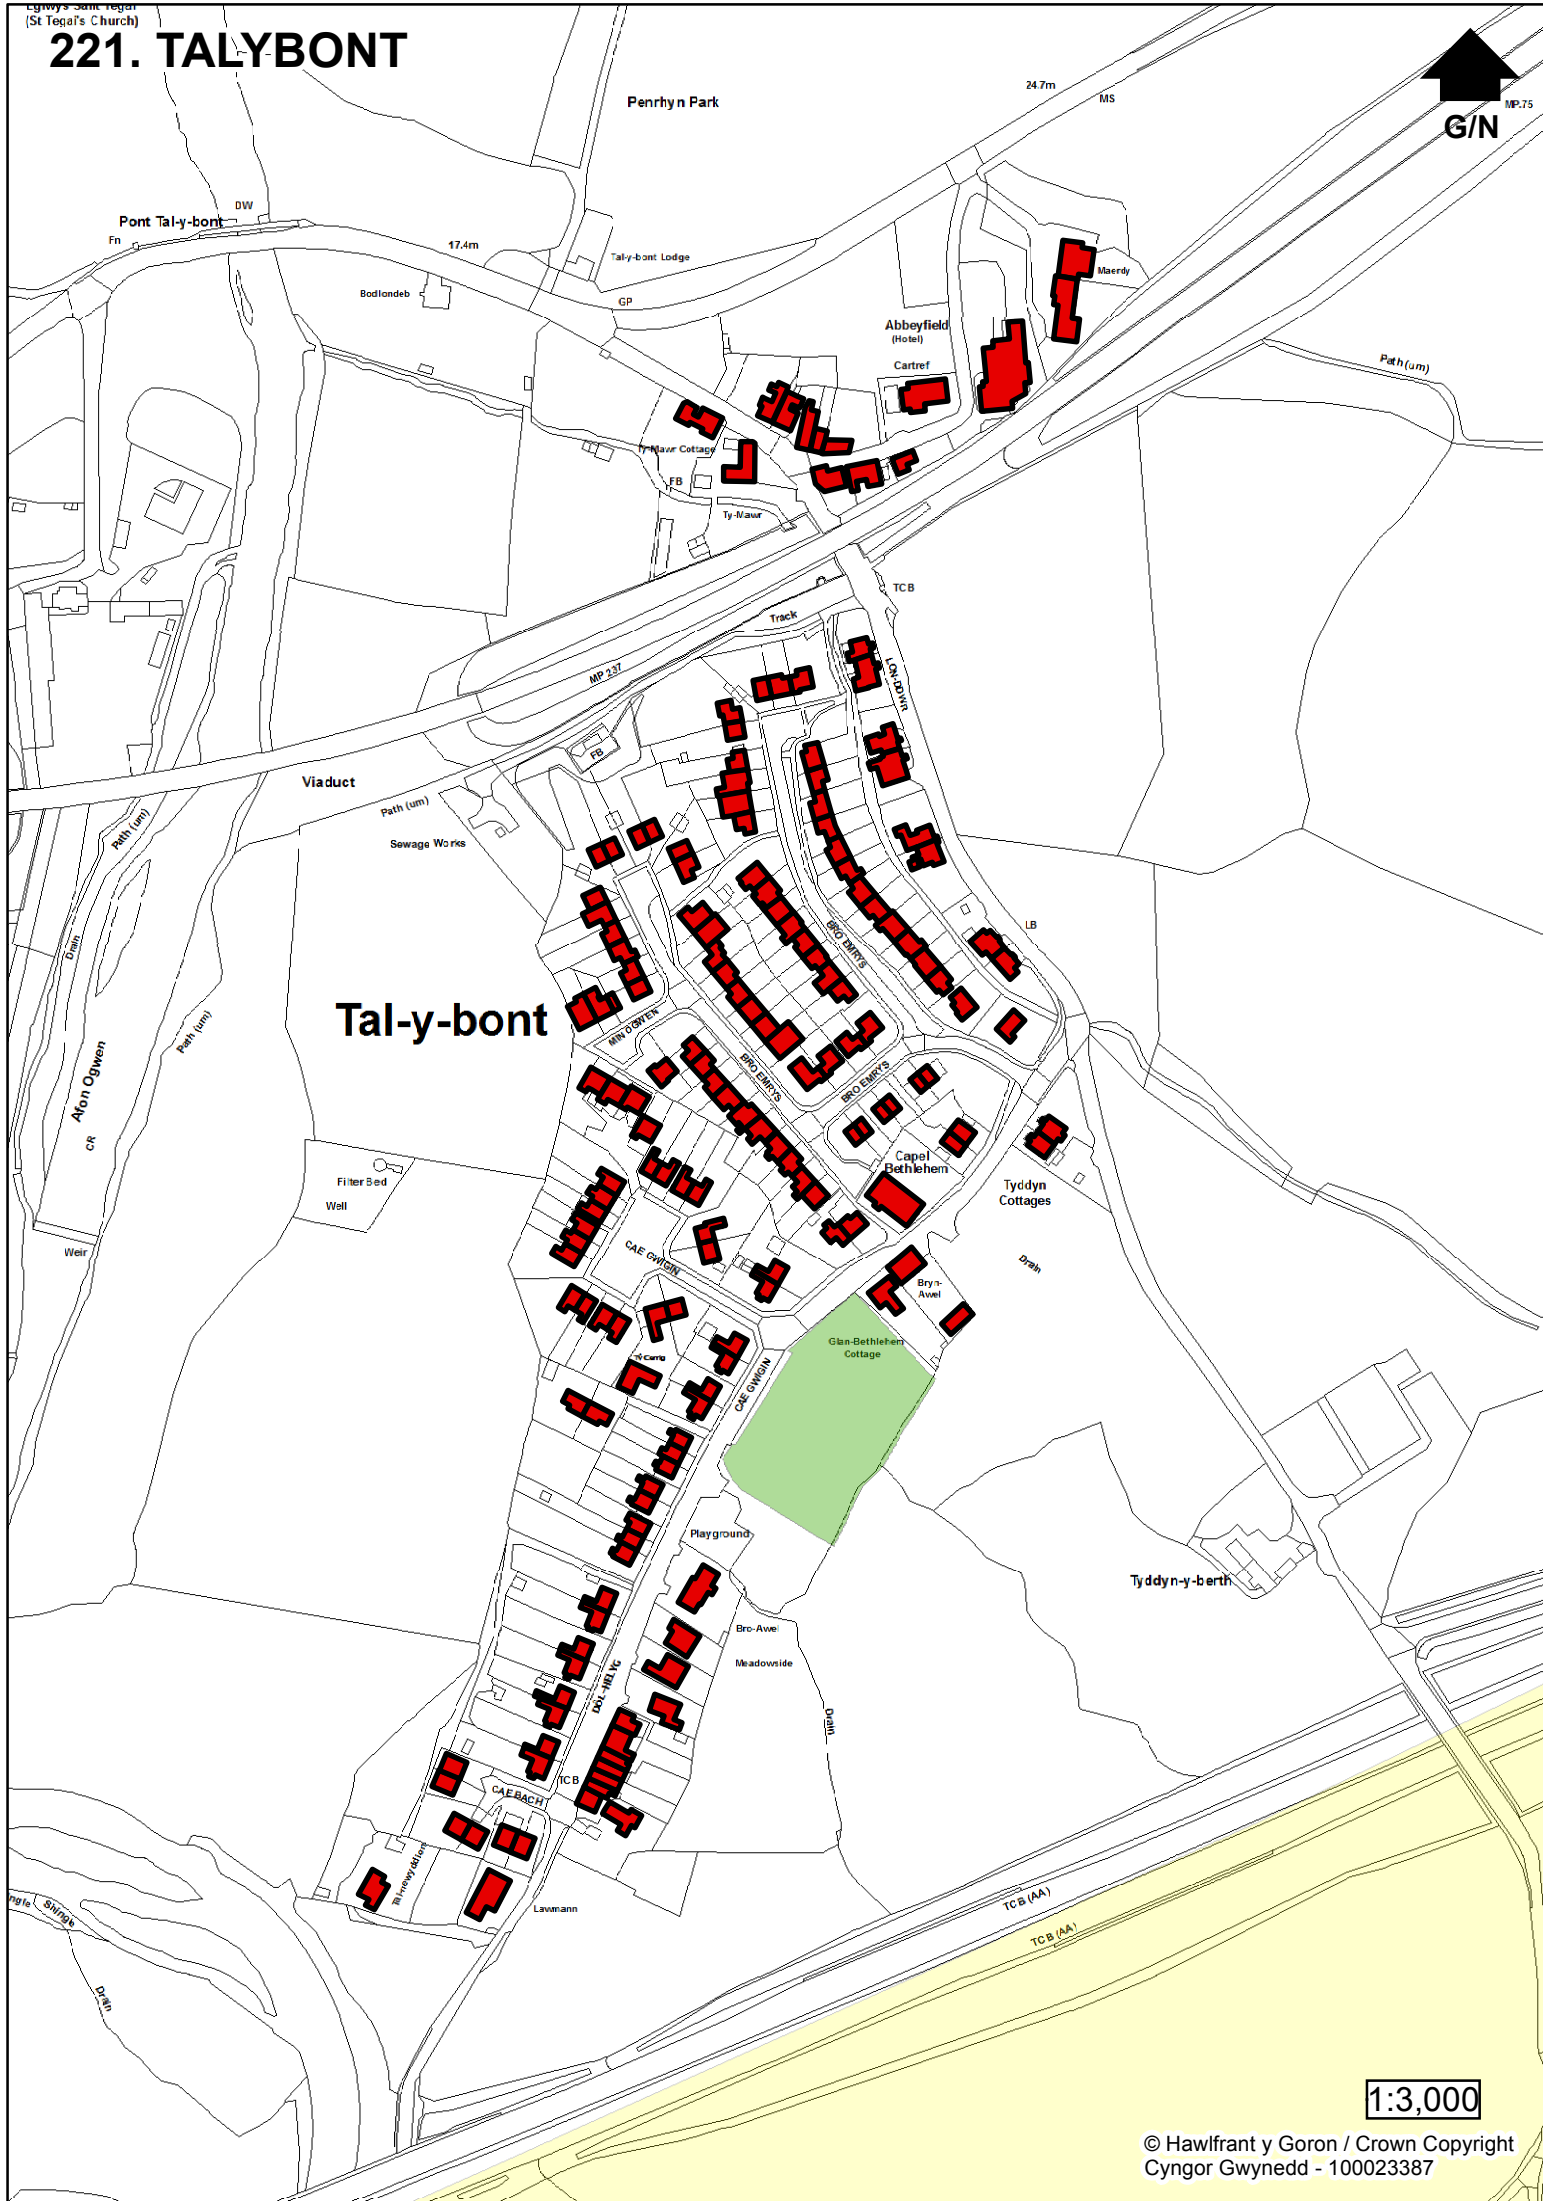 Eglwys Sant Tegai
(St Tegai's Church)
221. TALYBONT
Penrhyn Park
24.7m
MS
MP.75
G/N
DW
Pont Tal-y-bont
Fn
17.4m
Tal-y-bont Lodge
Bodlondeb
GP
Maerdy
Abbeyfield
(Hotel)
Cartref
Path (um)
Ty-Mawr Cottage
FB
Ty-Mawr
TCB
Track
MP 237
LON-DDWR
FB
Viaduct
Path (um)
Path (um)
Sewage Works
Drain
BRO EMRYS
LB
Tal-y-bont
MIN OGWEN
Path (um)
Afon Ogwen
CR
BRO EMRYS
BRO EMRYS
Capel
Bethlehem
Filter Bed
Well
Tyddyn
Cottages
Weir
CAE GWIGIN
Drain
Bryn-
Awel
Glan-Bethlehem
Cottage
Ty-Carrig
CAE GWIGIN
Playground
Tyddyn-y-berth
Bro-Awel
Meadowside
DOL-HELYG
Drain
TCB
CAE BACH
Tai-newyddion
Lawmann
Shingle
TCB (AA)
TCB (AA)
Drain
1:3,000
© Hawlfrant y Goron / Crown Copyright
Cyngor Gwynedd - 100023387